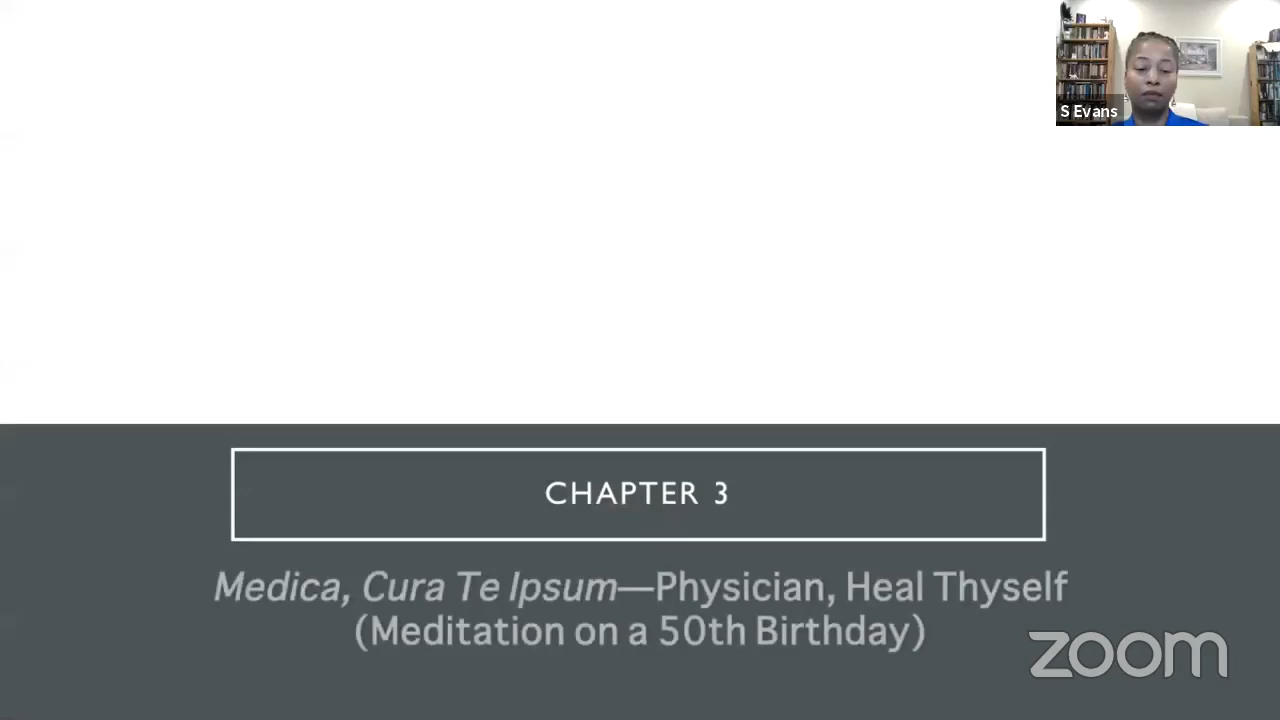 S Evans
CHAPTER 3
Medica, Cura Te Ipsum—Physician, Heal Thyself
(Meditation on a 50th Birthday)
zoom